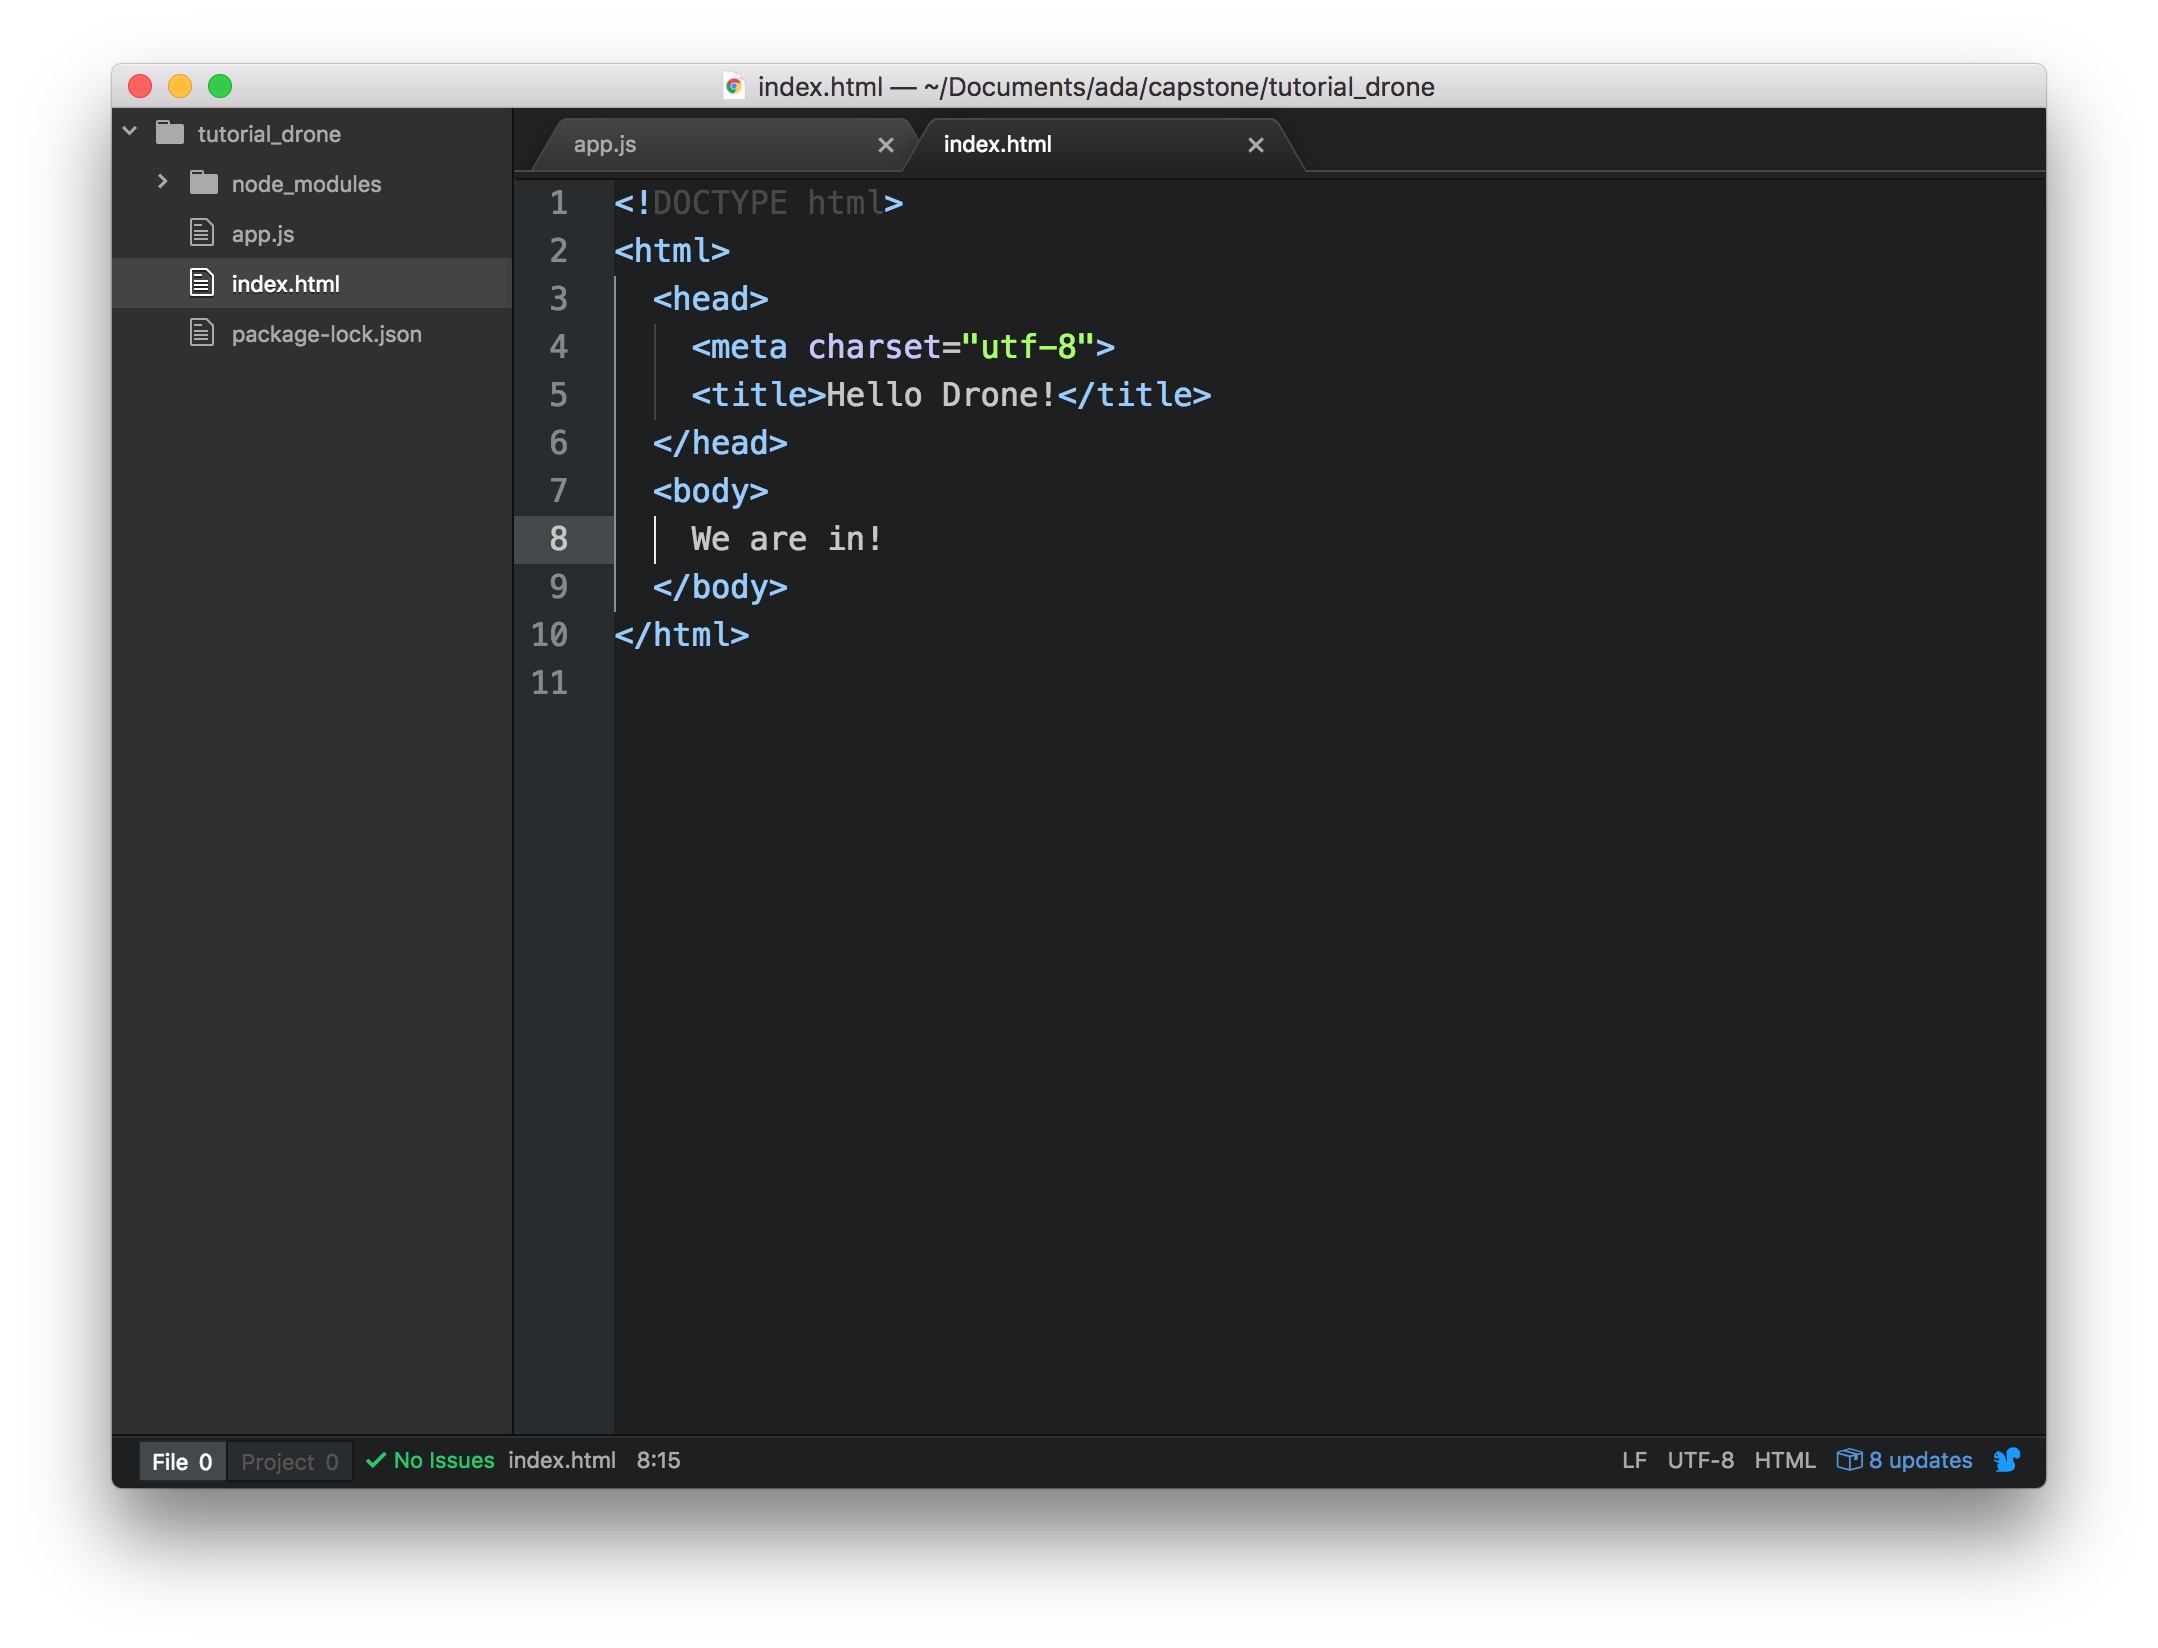 index.html — ~/Documents/ada/capstone/tutorial_drone
tutorial_drone
node_modules
app.js
index.html
package-lock.json
app.js
index.html
1 <!DOCTYPE html>
2 <html>
3 <head>
4 <meta charset="utf-8">
5 <title>Hello Drone!</title>
6 </head>
7 <body>
8 We are in!
9 </body>
10 </html>
11
File 0 Project 0 No Issues index.html 8:15 LF UTF-8 HTML 8 updates